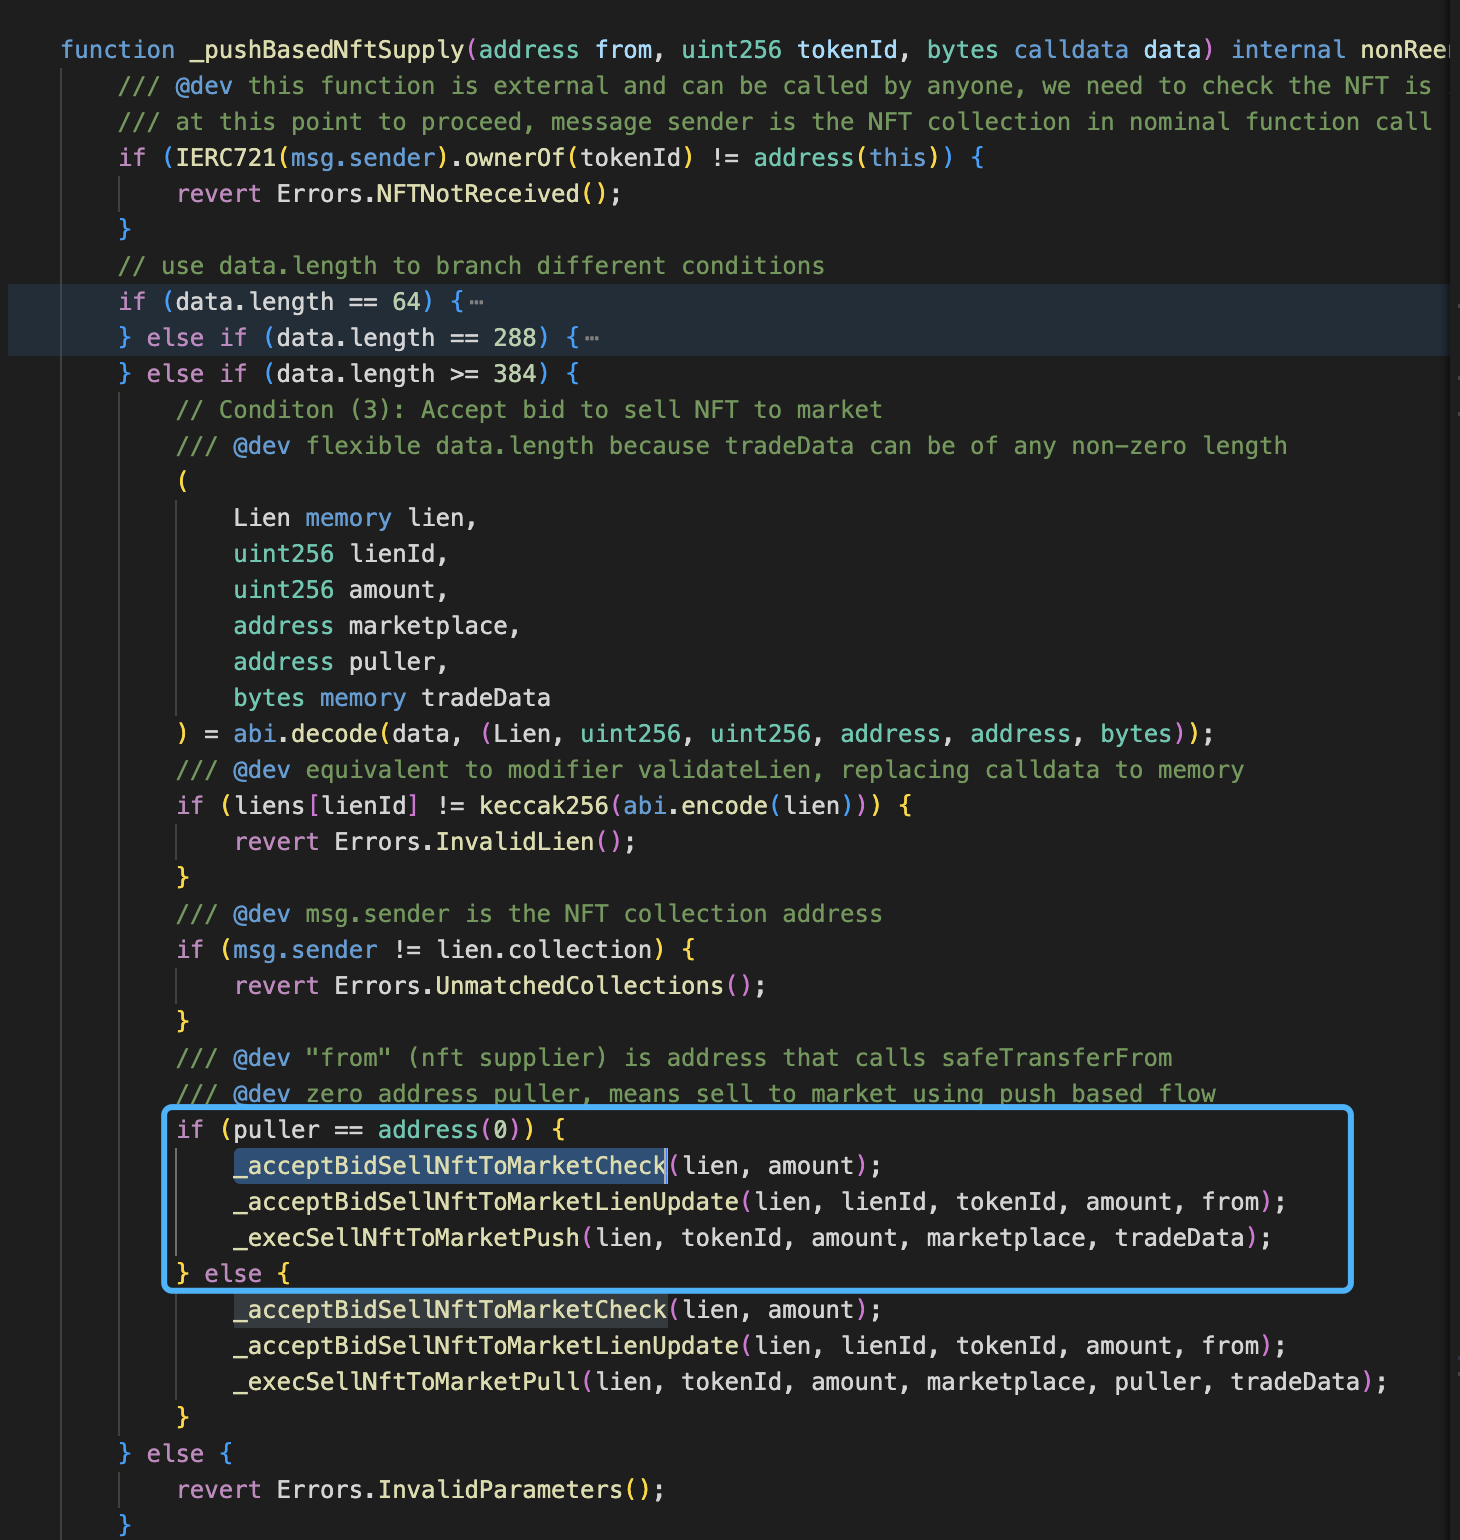 function _pushBasedNftSupply(address from, uint256 tokenId, bytes calldata data) internal nonRee
/// @dev this function is external and can be called by anyone, we need to check the NFT is
/// at this point to proceed, message sender is the NFT collection in nominal function call
if (IERC721(msg.sender).ownerOf(tokenId) != address(this)) {
revert Errors.NFTNotReceived();
}
// use data.length to branch different conditions
if (data.length == 64) {⋯
} else if (data.length == 288) {⋯
} else if (data.length >= 384) {
// Conditon (3): Accept bid to sell NFT to market
/// @dev flexible data.length because tradeData can be of any non-zero length
(
Lien memory lien,
uint256 lienId,
uint256 amount,
address marketplace,
address puller,
bytes memory tradeData
) = abi.decode(data, (Lien, uint256, uint256, address, address, bytes));
/// @dev equivalent to modifier validateLien, replacing calldata to memory
if (liens[lienId] != keccak256(abi.encode(lien))) {
revert Errors.InvalidLien();
}
/// @dev msg.sender is the NFT collection address
if (msg.sender != lien.collection) {
revert Errors.UnmatchedCollections();
}
/// @dev "from" (nft supplier) is address that calls safeTransferFrom
/// @dev zero address puller, means sell to market using push based flow
if (puller == address(0)) {
_acceptBidSellNftToMarketCheck(lien, amount);
_acceptBidSellNftToMarketLienUpdate(lien, lienId, tokenId, amount, from);
_execSellNftToMarketPush(lien, tokenId, amount, marketplace, tradeData);
} else {
_acceptBidSellNftToMarketCheck(lien, amount);
_acceptBidSellNftToMarketLienUpdate(lien, lienId, tokenId, amount, from);
_execSellNftToMarketPull(lien, tokenId, amount, marketplace, puller, tradeData);
}
} else {
revert Errors.InvalidParameters();
}